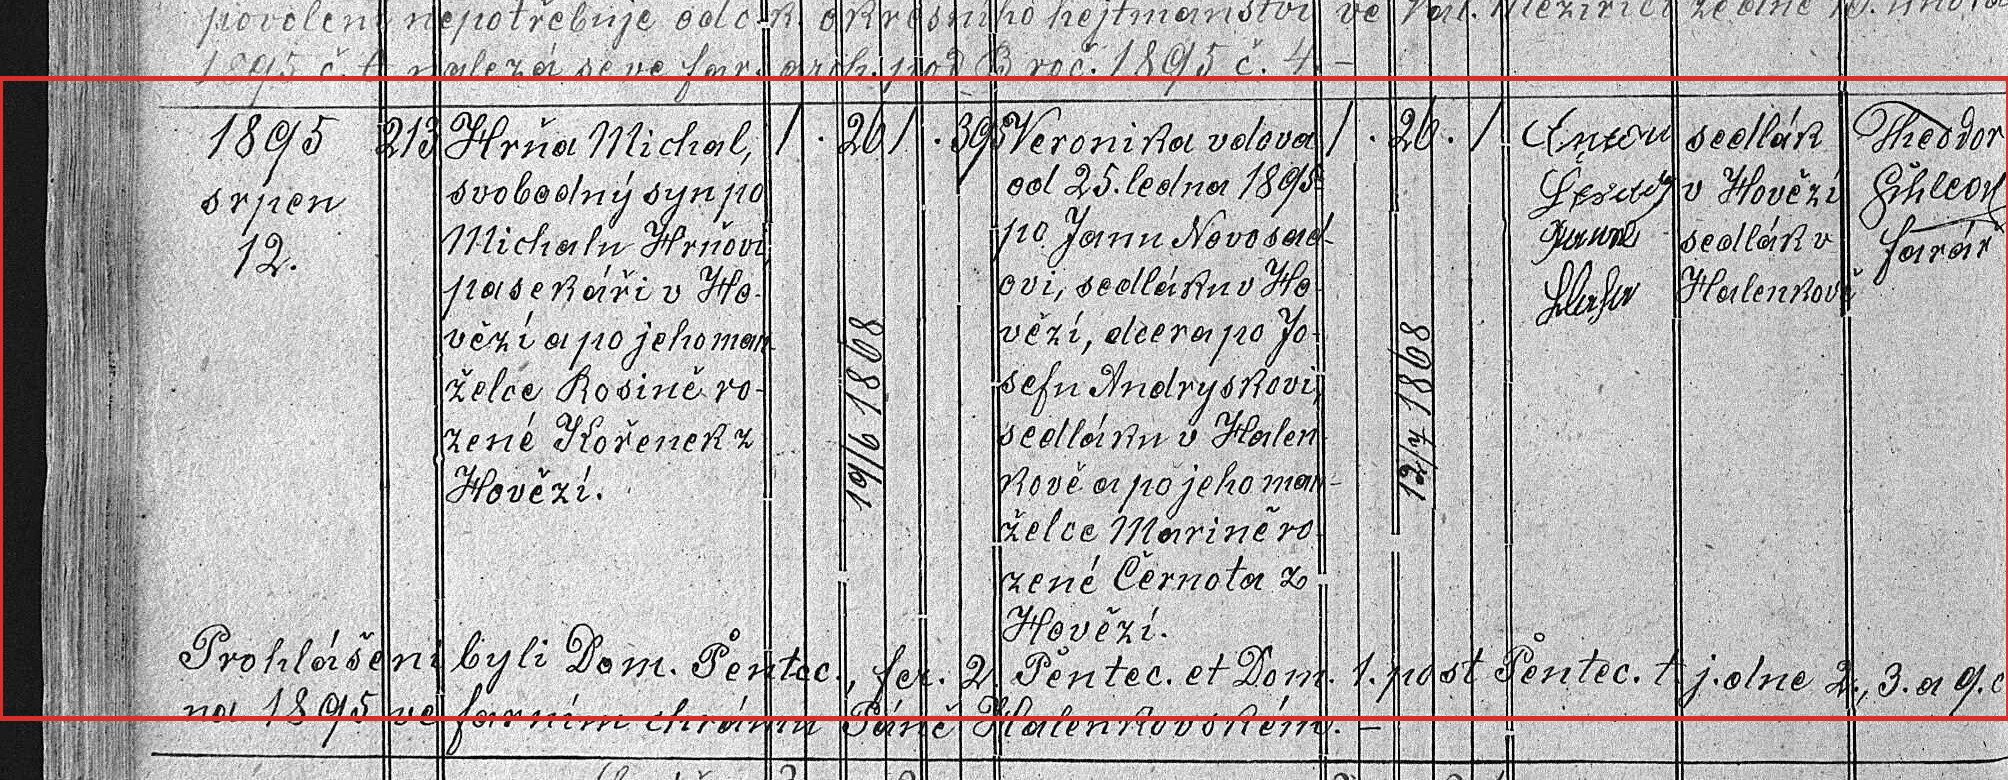 povolení nepotřebuje od c. k. okresního hejtmanství ve Val. Meziříčí ze dne
1895 č. nalezá se ve far. arch. pod B roč. 1895 č. 4. –
1895
srpen
12.
213
Hrňa Michal,
svobodný syn po
Michalu Hrňovi,
pasekáři v Ho-
vězí a po jeho man-
želce Rosině ro-
zené Kořenek z
Hovězí.
1 . 26 1 .
19/6 1868
395
Veronika vdova
od 25. ledna 1895
po Janu Novosad-
ovi, sedláku v Ho-
vězí, dcera po Jo-
sefu Andryskovi,
sedláku v Halen-
kově a po jeho man-
želce Marině ro-
zené Černota z
Hovězí.
1 . 26 . 1
12/7 1868
Anton
sedlák
v Hovězí
sedlák v
Halenkově
Theodor
farář
Prohlášeni byli Dom. Pentec., fer. 2. Pentec. et Dom. 1. post Pentec. t. j. dne 2., 3. a 9. č
na 1895 ve farním chrámu Páně Halenkovském. –